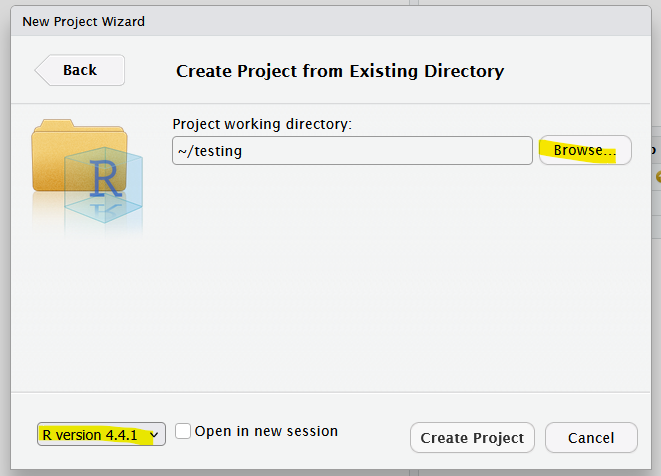 New Project Wizard
Back
Create Project from Existing Directory
Project working directory:
~/testing
Browse...
R
R version 4.4.1
Open in new session
Create Project
Cancel